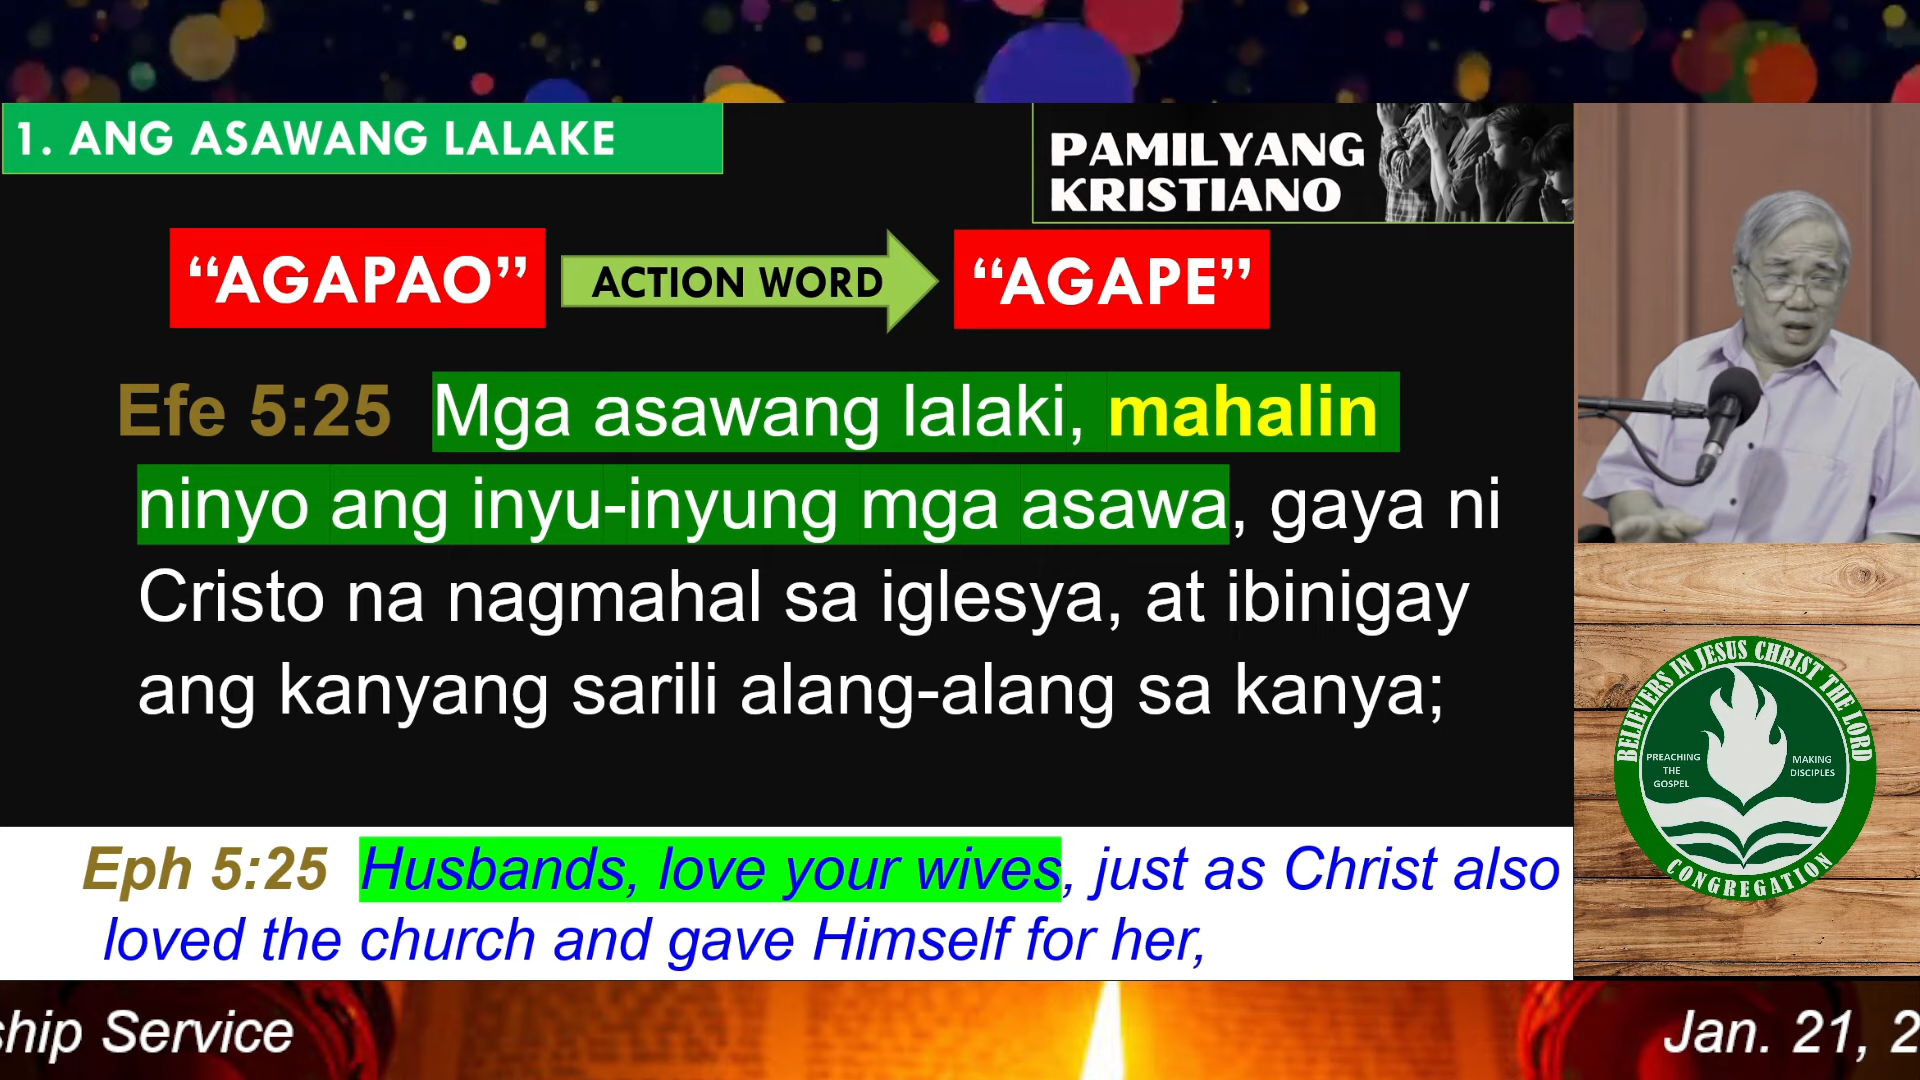 1. ANG ASAWANG LALAKE
PAMILYANG
KRISTIANO
“AGAPAO”
ACTION WORD
“AGAPE”
Efe 5:25 Mga asawang lalaki, mahalin
ninyo ang inyu-inyung mga asawa, gaya ni
Cristo na nagmahal sa iglesya, at ibinigay
ang kanyang sarili alang-alang sa kanya;
BELIEVERS IN JESUS CHRIST THE LORD
PREACHING
THE
GOSPEL
MAKING
DISCIPLES
CONGREGATION
Eph 5:25 Husbands, love your wives, just as Christ also
loved the church and gave Himself for her,
ship Service
Jan. 21, 2